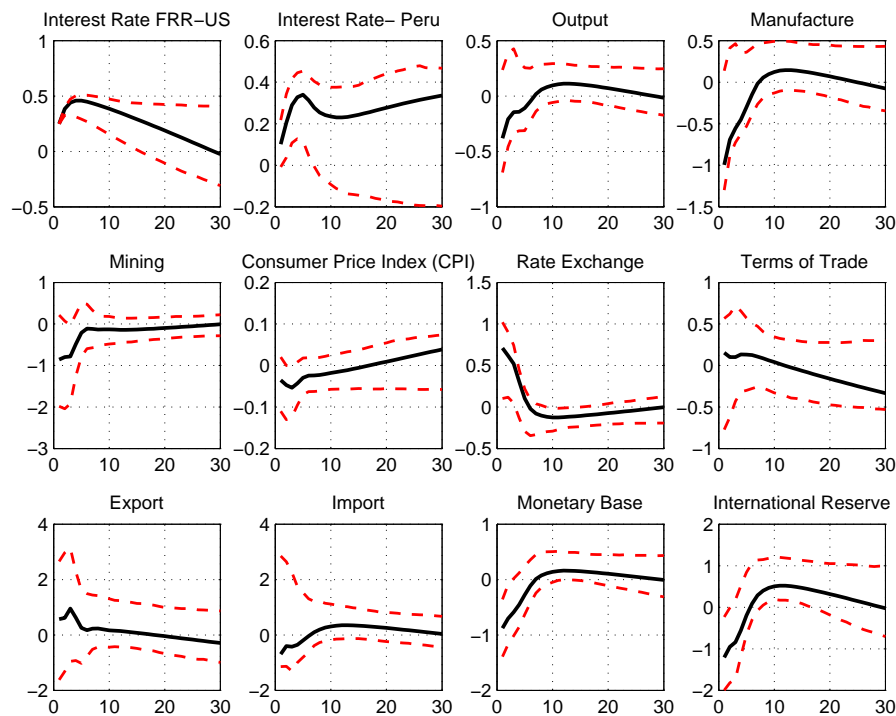 Interest Rate FRR−US
1
0.5
0
−0.5
0 10 20 30
Interest Rate− Peru
0.6
0.4
0.2
0
−0.2
0 10 20 30
Output
0.5
0
−0.5
−1
0 10 20 30
Manufacture
0.5
0
−0.5
−1
−1.5
0 10 20 30
Mining
1
0
−1
−2
−3
0 10 20 30
Consumer Price Index (CPI)
0.2
0.1
0
−0.1
−0.2
0 10 20 30
Rate Exchange
1.5
1
0.5
0
−0.5
0 10 20 30
Terms of Trade
1
0.5
0
−0.5
−1
0 10 20 30
Export
4
2
0
−2
0 10 20 30
Import
4
2
0
−2
0 10 20 30
Monetary Base
1
0
−1
−2
0 10 20 30
International Reserve
2
1
0
−1
−2
0 10 20 30